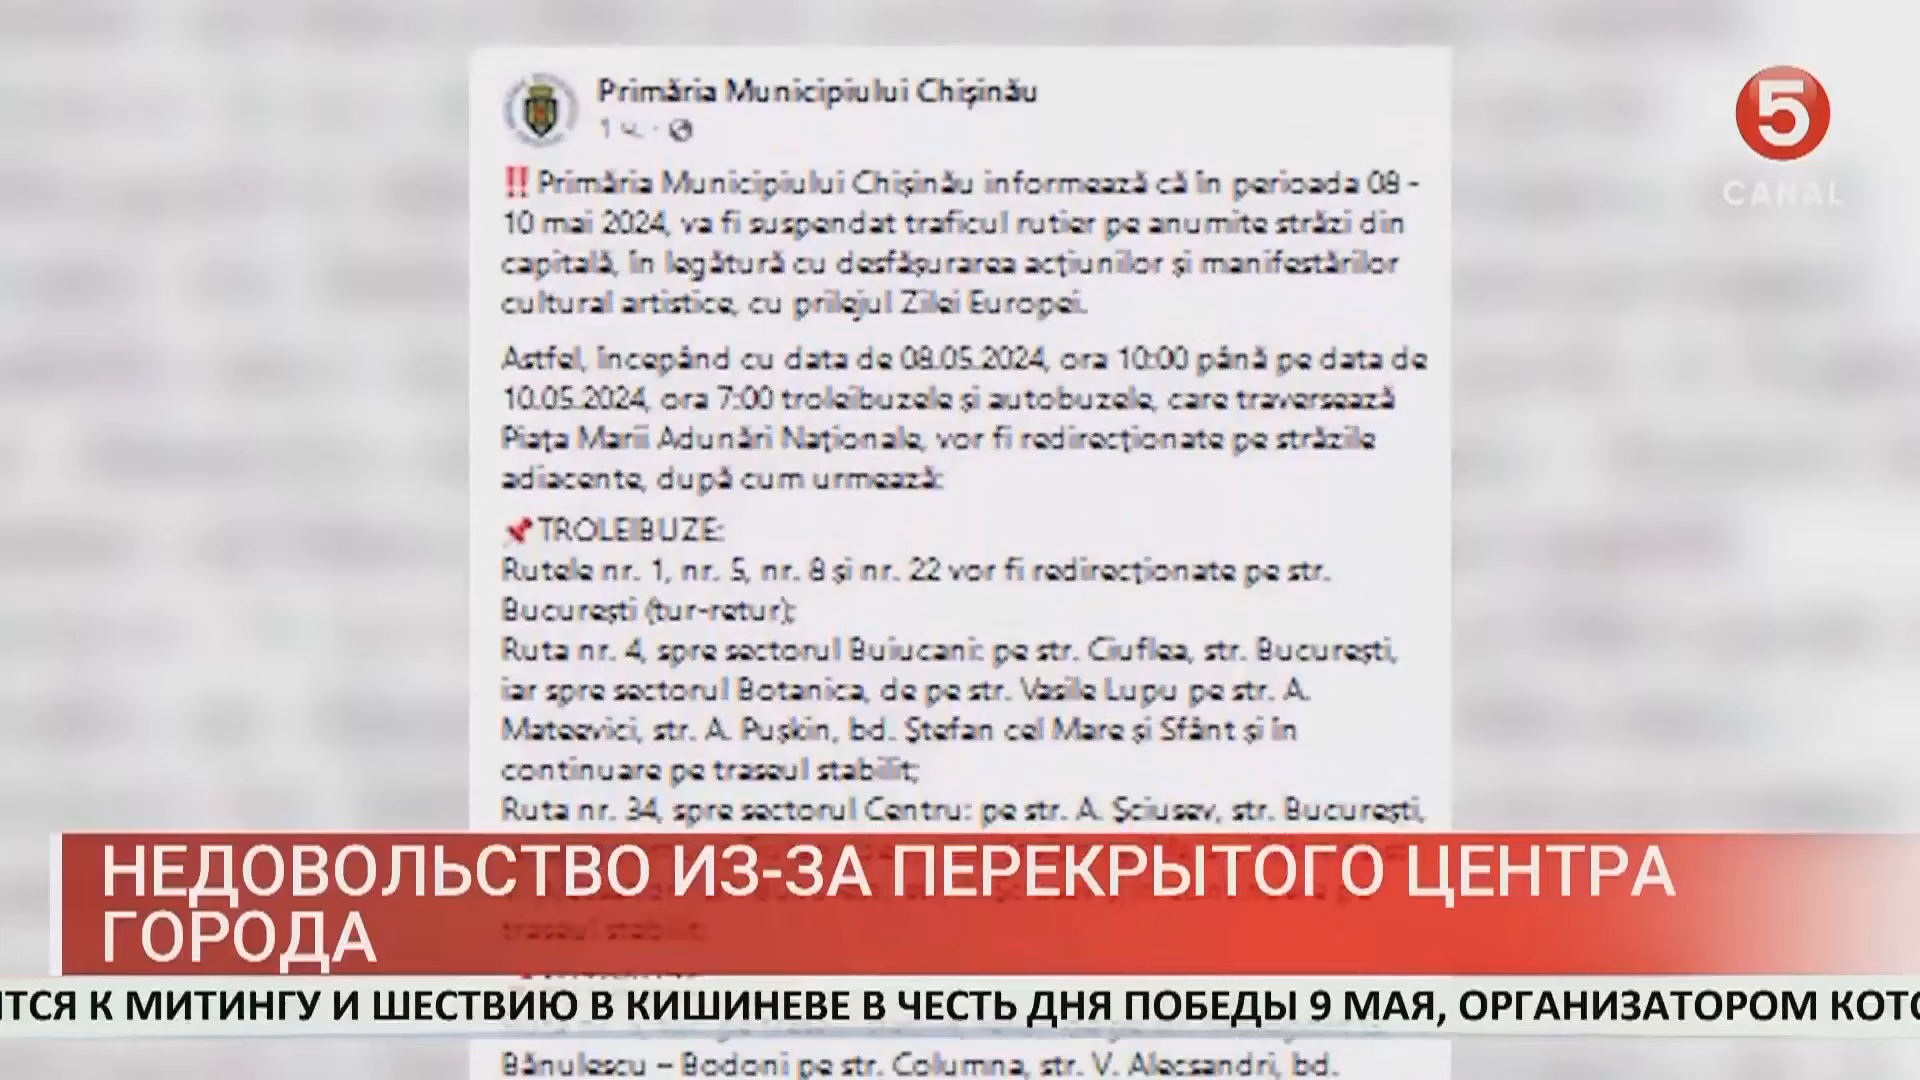 Primăria Municipiului Chișinău
1 ч.
5
CANAL
‼ Primăria Municipiului Chișinău informează că în perioada 08 -
10 mai 2024, va fi suspendat traficul rutier pe anumite străzi din
capitală, în legătură cu desfășurarea acțiunilor și manifestărilor
cultural artistice, cu prilejul Zilei Europei.
Astfel, începând cu data de 08.05.2024, ora 10:00 până pe data de
10.05.2024, ora 7:00 troleibuzele și autobuzele, care traversează
Piața Marii Adunări Naționale, vor fi redirecționate pe străzile
adiacente, după cum urmează:
📌TROLEIBUZE:
Rutele nr. 1, nr. 5, nr. 8 și nr. 22 vor fi redirecționate pe str.
București (tur-retur);
Ruta nr. 4, spre sectorul Buiucani: pe str. Ciuflea, str. București,
iar spre sectorul Botanica, de pe str. Vasile Lupu pe str. A.
Mateevici, str. A. Pușkin, bd. Ștefan cel Mare și Sfânt și în
continuare pe traseul stabilit;
Ruta nr. 34, spre sectorul Centru: pe str. A. Șciusev, str. București,
НЕДОВОЛЬСТВО ИЗ-ЗА ПЕРЕКРЫТОГО ЦЕНТРА
ГОРОДА
traseul stabilit;
ИТСЯ К МИТИНГУ И ШЕСТВИЮ В КИШИНЕВЕ В ЧЕСТЬ ДНЯ ПОБЕДЫ 9 МАЯ, ОРГАНИЗАТОРОМ КОТО
Bănulescu – Bodoni pe str. Columna, str. V. Alecsandri, bd.